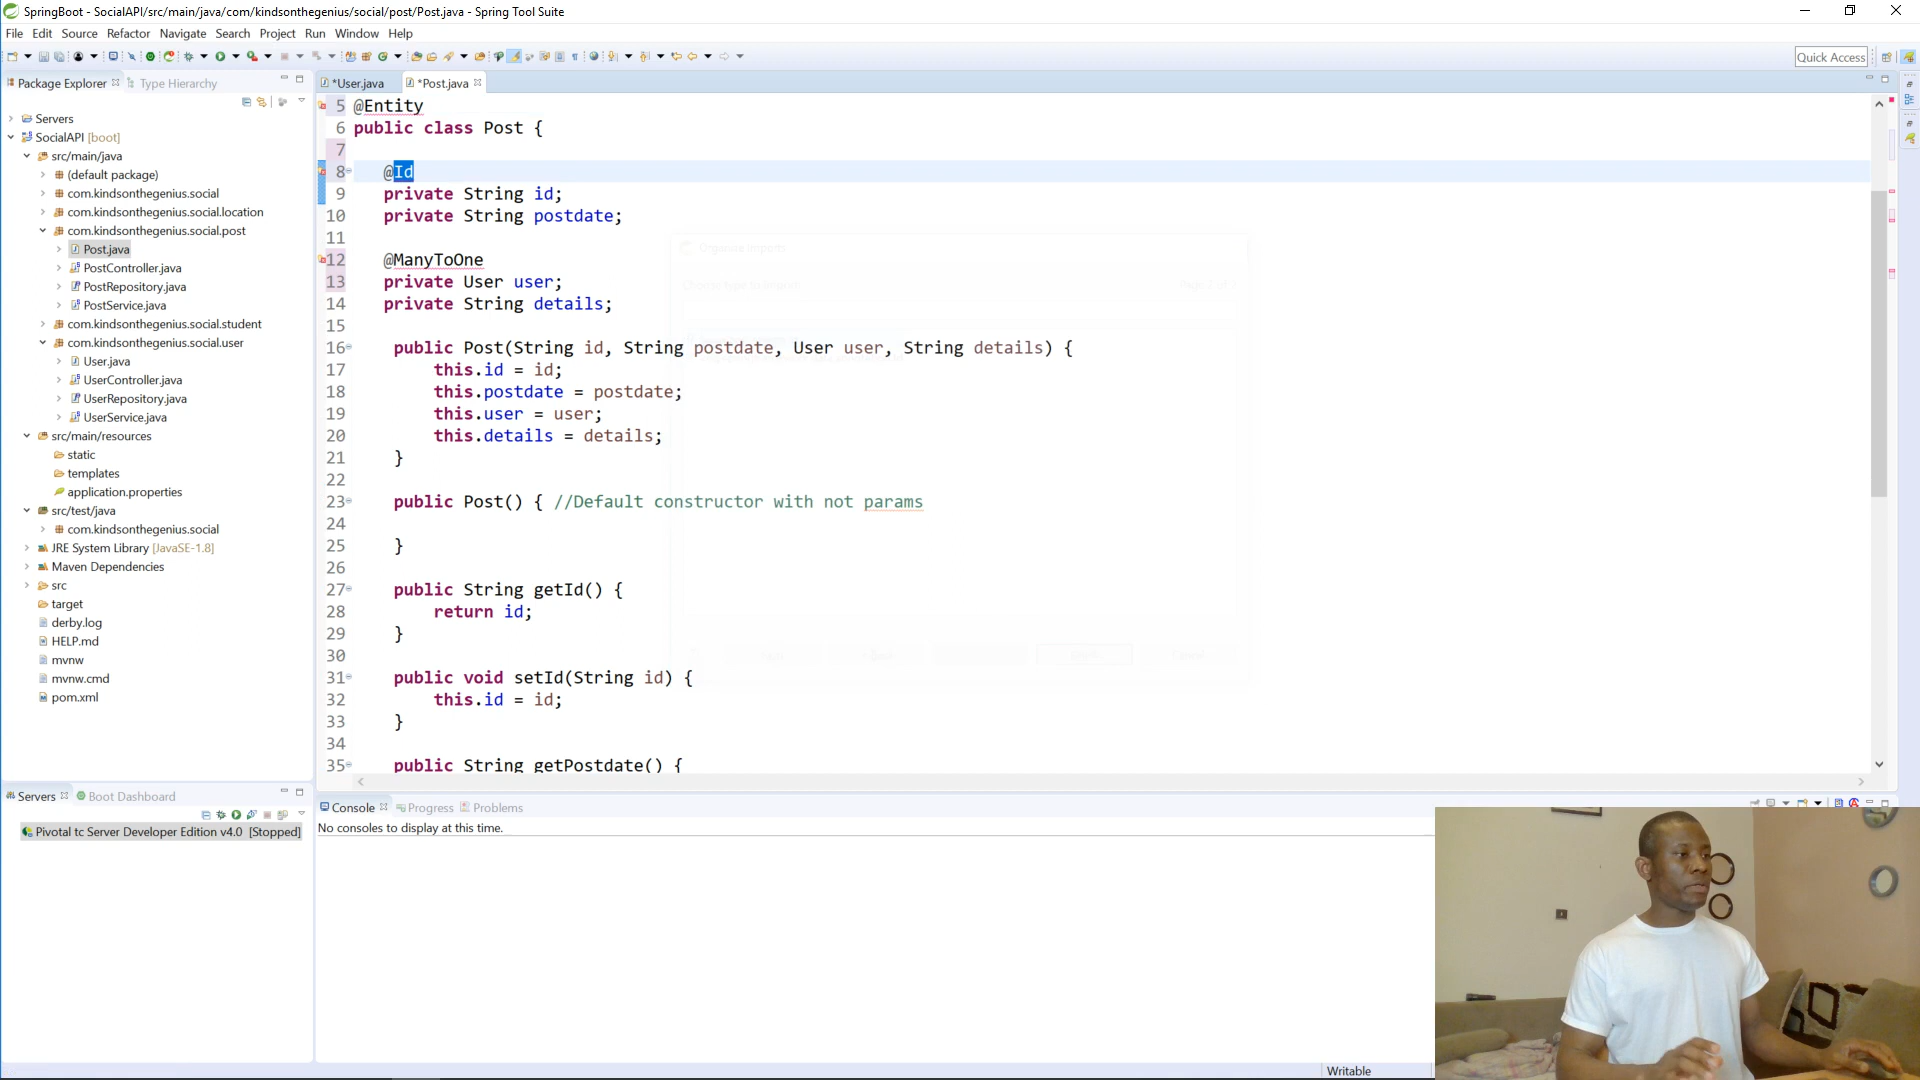 SpringBoot - SocialAPI/src/main/java/com/kindsonthegenius/social/post/Post.java - Spring Tool Suite
File Edit Source Refactor Navigate Search Project Run Window Help
Quick Access
Package Explorer
Type Hierarchy
*User.java
*Post.java
Servers
SocialAPI [boot]
src/main/java
(default package)
com.kindsonthegenius.social
com.kindsonthegenius.social.location
com.kindsonthegenius.social.post
Post.java
PostController.java
PostRepository.java
PostService.java
com.kindsonthegenius.social.student
com.kindsonthegenius.social.user
User.java
UserController.java
UserRepository.java
UserService.java
src/main/resources
static
templates
application.properties
src/test/java
com.kindsonthegenius.social
JRE System Library [JavaSE-1.8]
Maven Dependencies
src
target
derby.log
HELP.md
mvnw
mvnw.cmd
pom.xml
5 @Entity
6 public class Post {
7
8 @Id
9 private String id;
10 private String postdate;
11
12 @ManyToOne
13 private User user;
14 private String details;
15
16 public Post(String id, String postdate, User user, String details) {
17 this.id = id;
18 this.postdate = postdate;
19 this.user = user;
20 this.details = details;
21 }
22
23 public Post() { //Default constructor with not params
24
25 }
26
27 public String getId() {
28 return id;
29 }
30
31 public void setId(String id) {
32 this.id = id;
33 }
34
35 public String getPostdate() {
Servers
Boot Dashboard
Pivotal tc Server Developer Edition v4.0 [Stopped]
Console
Progress
Problems
No consoles to display at this time.
Writable